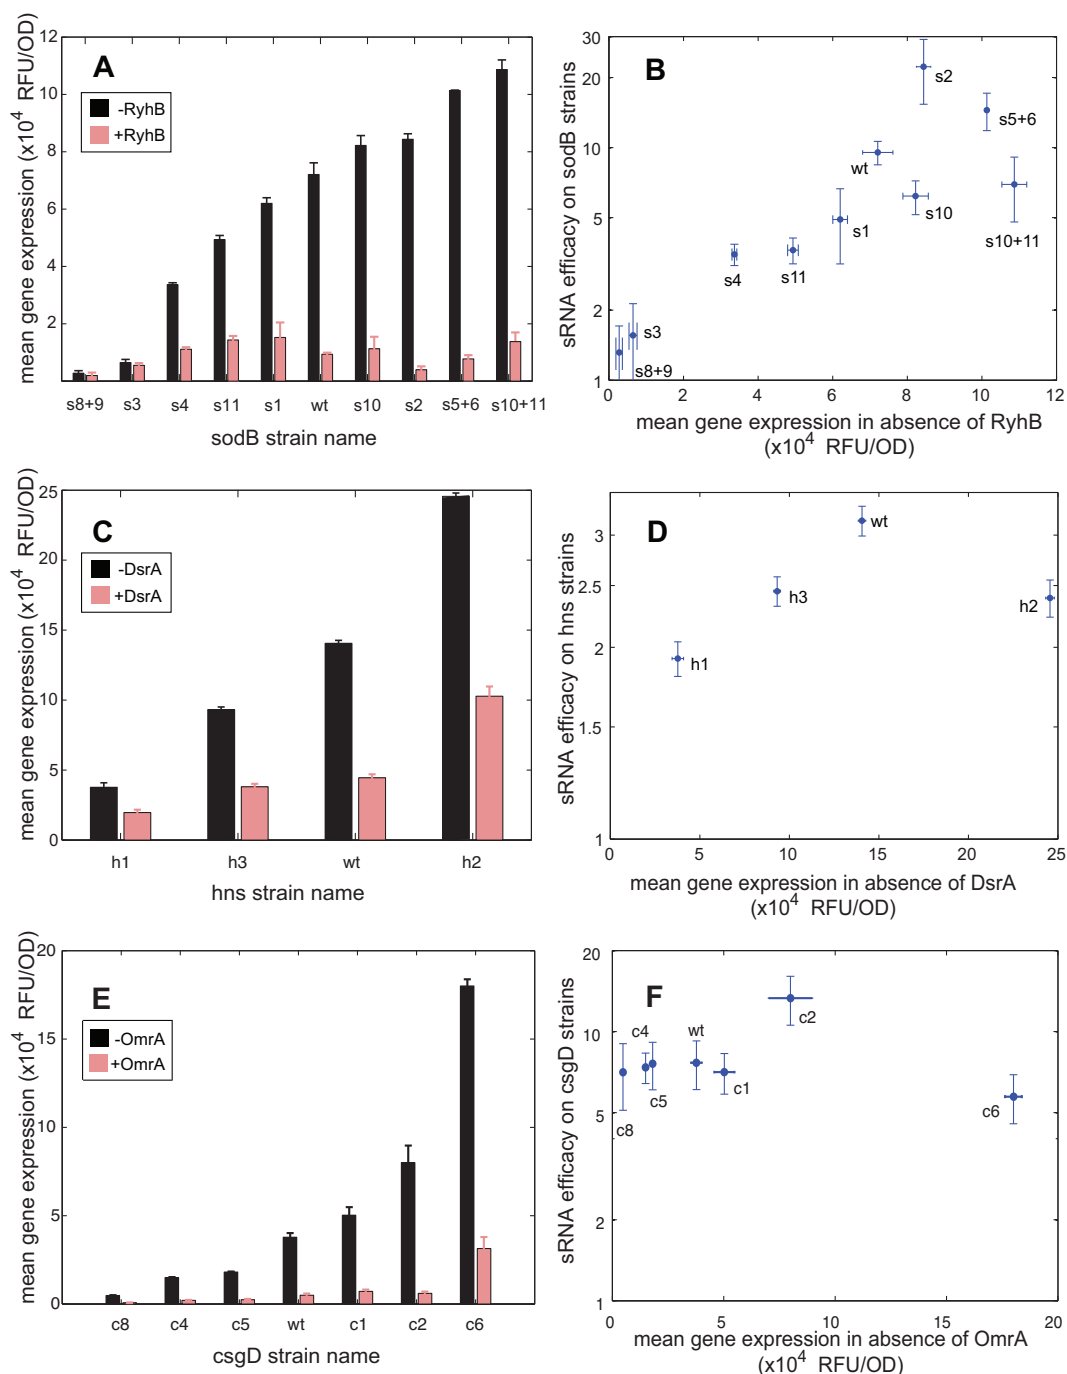 A
mean gene expression (x10^4 RFU/OD)
12
10
8
6
4
2
-RyhB
+RyhB
s8+9 s3 s4 s11 s1 wt s10 s2 s5+6 s10+11
sodB strain name
B
sRNA efficacy on sodB strains
30
20
10
5
2
1
s2
s5+6
wt
s10
s1
s10+11
s4
s11
s3
s8+9
0 2 4 6 8 10 12
mean gene expression in absence of RyhB
(x10^4 RFU/OD)
C
mean gene expression (x10^4 RFU/OD)
25
20
15
10
5
0
-DsrA
+DsrA
h1 h3 wt h2
hns strain name
D
sRNA efficacy on hns strains
3
2.5
2
1.5
1
wt
h3
h2
h1
5 10 15 20 25
mean gene expression in absence of DsrA
(x10^4 RFU/OD)
E
mean gene expression (x10^4 RFU/OD)
20
15
10
5
0
-OmrA
+OmrA
c8 c4 c5 wt c1 c2 c6
csgD strain name
F
sRNA efficacy on csgD strains
20
10
5
2
1
c2
c4
wt
c5
c1
c8
c6
0 5 10 15 20
mean gene expression in absence of OmrA
(x10^4 RFU/OD)